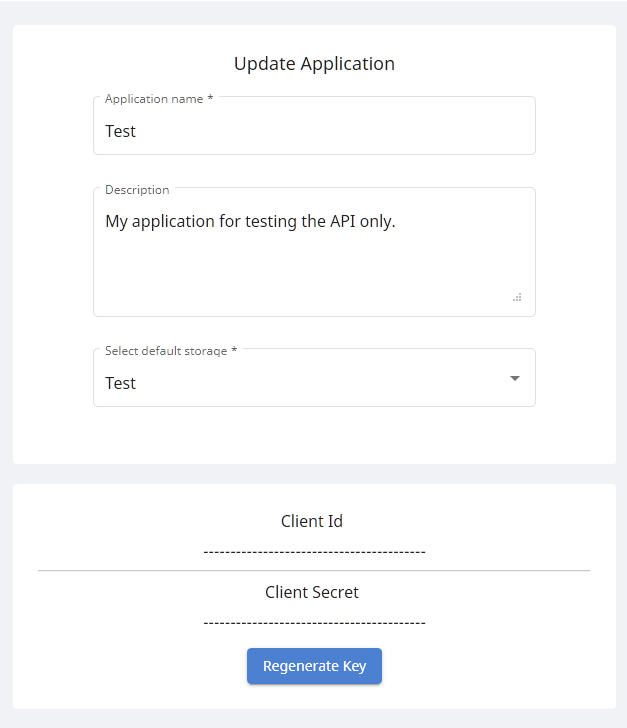 Update Application
Application name *
Test
Description
My application for testing the API only.
Select default storage *
Test
Client Id
-----------------------------------------
Client Secret
-----------------------------------------
Regenerate Key